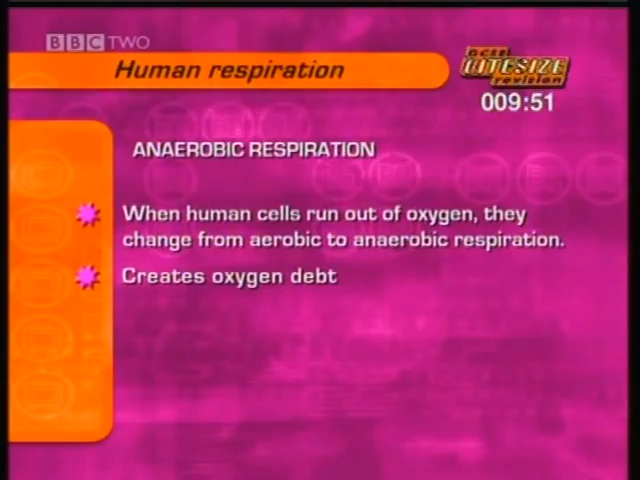 BBC TWO
Human respiration
GCSE
BITESIZE
revision
009:51
ANAEROBIC RESPIRATION
When human cells run out of oxygen, they
change from aerobic to anaerobic respiration.
Creates oxygen debt